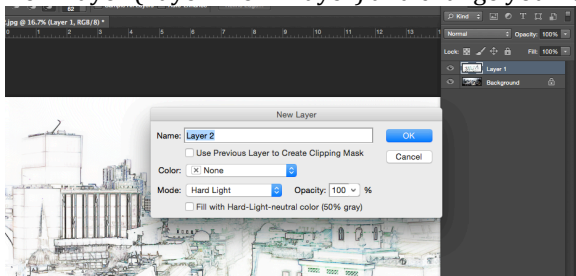 62
.jpg @ 16.7% (Layer 1, RGB/8) *
0 1 2 3 4 5 6 7 8 9 10 11 12 13 1
Kind
Normal Opacity: 100%
Lock: Fill: 100%
Layer 1
Background
New Layer
Name: Layer 2 OK
Use Previous Layer to Create Clipping Mask Cancel
Color: None
Mode: Hard Light Opacity: 100 %
Fill with Hard-Light-neutral color (50% gray)